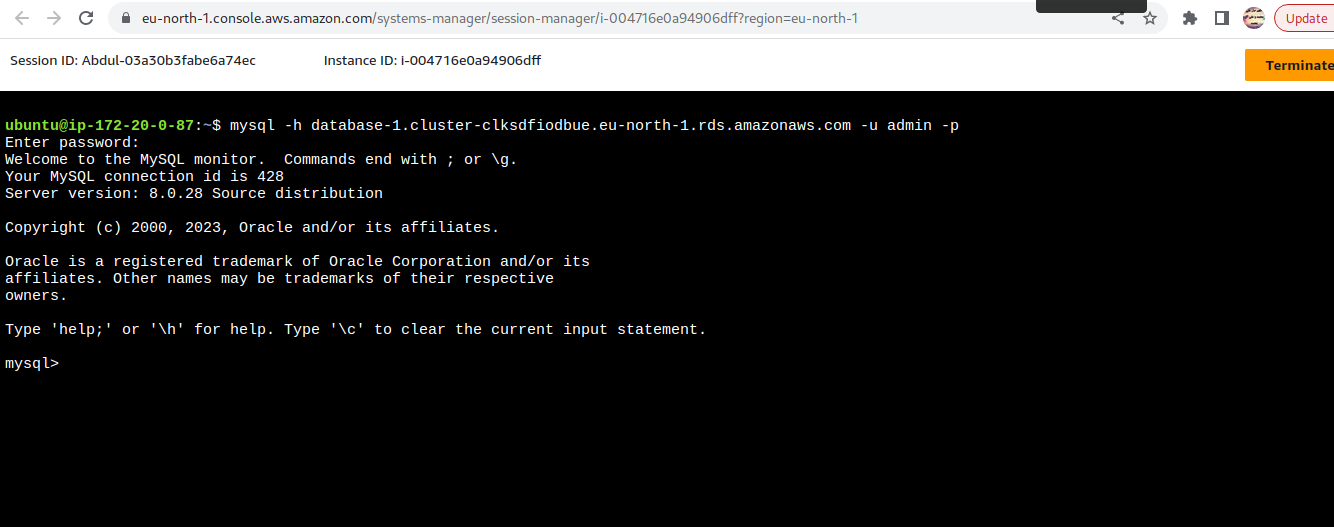 eu-north-1.console.aws.amazon.com/systems-manager/session-manager/i-004716e0a94906dff?region=eu-north-1
Update
Session ID: Abdul-03a30b3fabe6a74ec Instance ID: i-004716e0a94906dff
Terminate
ubuntu@ip-172-20-0-87:~$ mysql -h database-1.cluster-clksdfiodbue.eu-north-1.rds.amazonaws.com -u admin -p
Enter password:
Welcome to the MySQL monitor.  Commands end with ; or \g.
Your MySQL connection id is 428
Server version: 8.0.28 Source distribution
Copyright (c) 2000, 2023, Oracle and/or its affiliates.
Oracle is a registered trademark of Oracle Corporation and/or its
affiliates. Other names may be trademarks of their respective
owners.
Type 'help;' or '\h' for help. Type '\c' to clear the current input statement.
mysql>